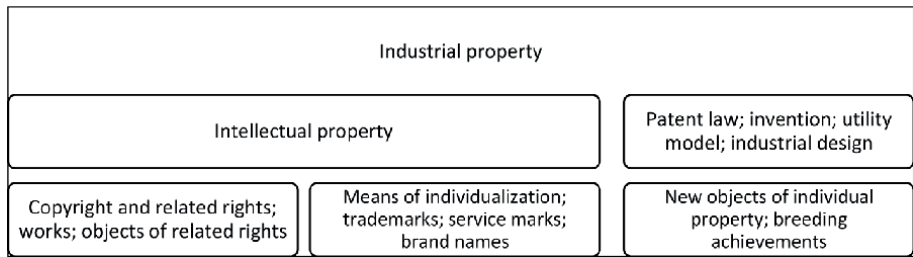 Industrial property
Intellectual property
Patent law; invention; utility
model; industrial design
Copyright and related rights;
works; objects of related rights
Means of individualization;
trademarks; service marks;
brand names
New objects of individual
property; breeding
achievements